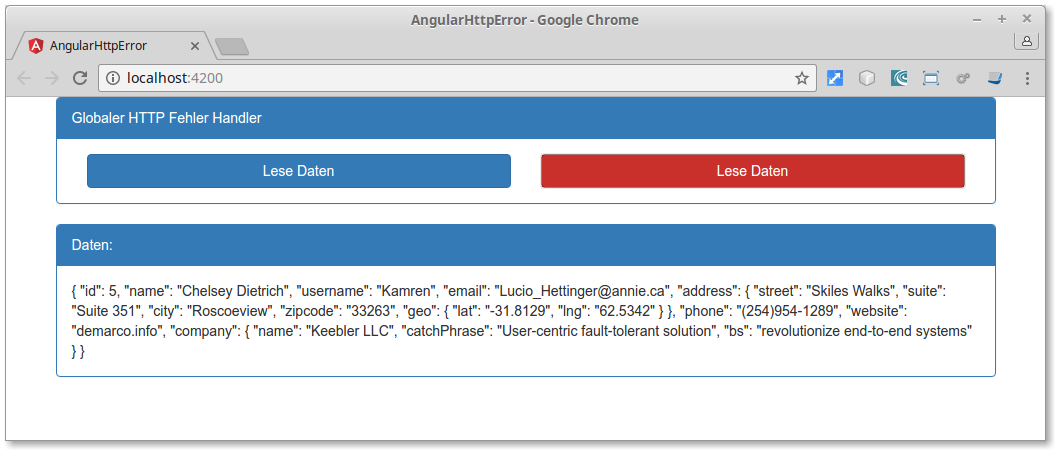 AngularHttpError - Google Chrome
AngularHttpError
localhost:4200
Globaler HTTP Fehler Handler
Lese Daten
Lese Daten
Daten:
{ "id": 5, "name": "Chelsey Dietrich", "username": "Kamren", "email": "Lucio_Hettinger@annie.ca", "address": { "street": "Skiles Walks", "suite":
"Suite 351", "city": "Roscoeview", "zipcode": "33263", "geo": { "lat": "-31.8129", "lng": "62.5342" } }, "phone": "(254)954-1289", "website":
"demarco.info", "company": { "name": "Keebler LLC", "catchPhrase": "User-centric fault-tolerant solution", "bs": "revolutionize end-to-end systems"
} }